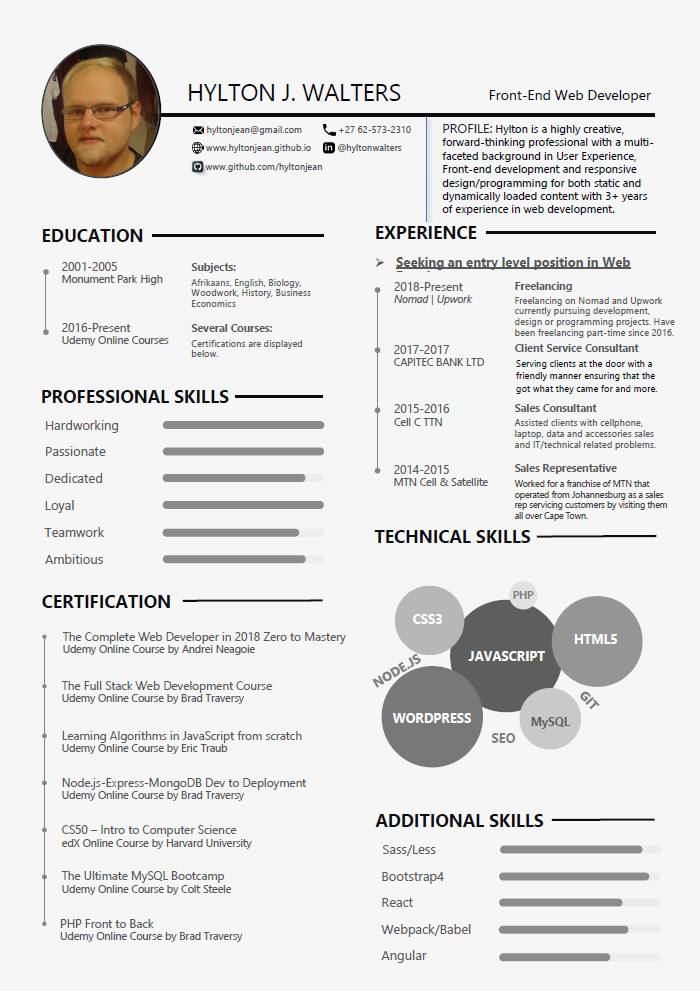 HYLTON J. WALTERS
Front-End Web Developer
hyltonjean@gmail.com
+27 62-573-2310
www.hyltonjean.github.io
in @hyltonwalters
www.github.com/hyltonjean
PROFILE: Hylton is a highly creative,
forward-thinking professional with a multi-
faceted background in User Experience,
Front-end development and responsive
design/programming for both static and
dynamically loaded content with 3+ years
of experience in web development.
EDUCATION
2001-2005
Monument Park High
Subjects:
Afrikaans, English, Biology,
Woodwork, History, Business
Economics
2016-Present
Udemy Online Courses
Several Courses:
Certifications are displayed
below.
PROFESSIONAL SKILLS
Hardworking
Passionate
Dedicated
Loyal
Teamwork
Ambitious
CERTIFICATION
The Complete Web Developer in 2018 Zero to Mastery
Udemy Online Course by Andrei Neagoie
The Full Stack Web Development Course
Udemy Online Course by Brad Traversy
Learning Algorithms in JavaScript from scratch
Udemy Online Course by Eric Traub
Node.js-Express-MongoDB Dev to Deployment
Udemy Online Course by Brad Traversy
CS50 – Intro to Computer Science
edX Online Course by Harvard University
The Ultimate MySQL Bootcamp
Udemy Online Course by Colt Steele
PHP Front to Back
Udemy Online Course by Brad Traversy
EXPERIENCE
➢ Seeking an entry level position in Web
2018-Present
Nomad | Upwork
Freelancing
Freelancing on Nomad and Upwork
currently pursuing development,
design or programming projects. Have
been freelancing part-time since 2016.
2017-2017
CAPITEC BANK LTD
Client Service Consultant
Serving clients at the door with a
friendly manner ensuring that the
got what they came for and more.
2015-2016
Cell C TTN
Sales Consultant
Assisted clients with cellphone,
laptop, data and accessories sales
and IT/technical related problems.
2014-2015
MTN Cell & Satellite
Sales Representative
Worked for a franchise of MTN that
operated from Johannesburg as a sales
rep servicing customers by visiting them
all over Cape Town.
TECHNICAL SKILLS
PHP
CSS3
HTML5
JAVASCRIPT
NODE.JS
GIT
WORDPRESS
MySQL
SEO
ADDITIONAL SKILLS
Sass/Less
Bootstrap4
React
Webpack/Babel
Angular